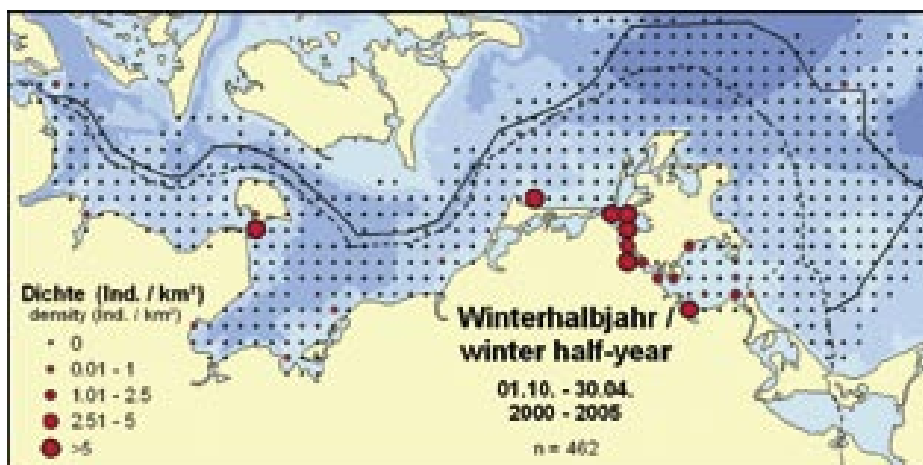 Dichte (Ind. / km²)
density (Ind. / km²)
0
0.01 - 1
1.01 - 2.5
2.51 - 5
>5
Winterhalbjahr /
winter half-year
01.10. - 30.04.
2000 - 2005
n = 462